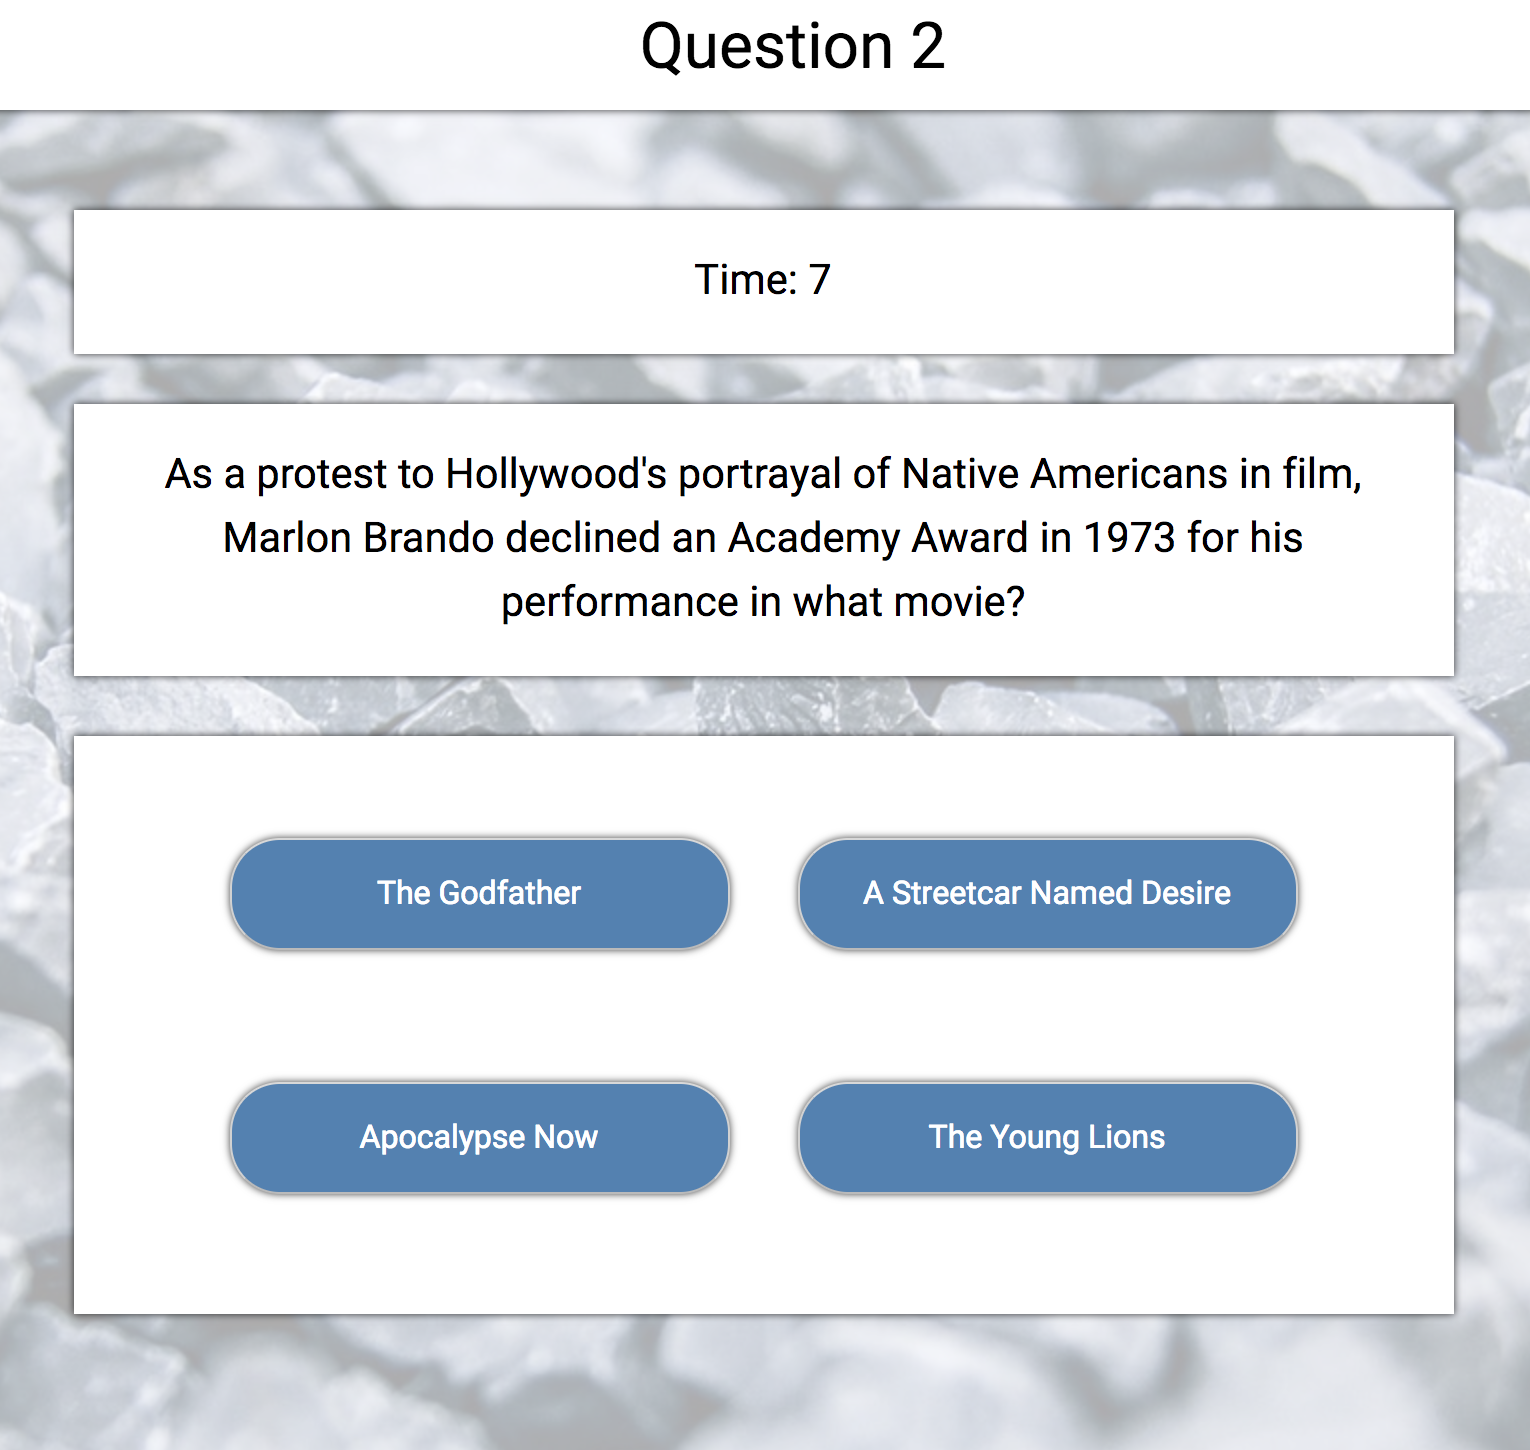 Question 2
Time: 7
As a protest to Hollywood's portrayal of Native Americans in film,
Marlon Brando declined an Academy Award in 1973 for his
performance in what movie?
The Godfather
A Streetcar Named Desire
Apocalypse Now
The Young Lions